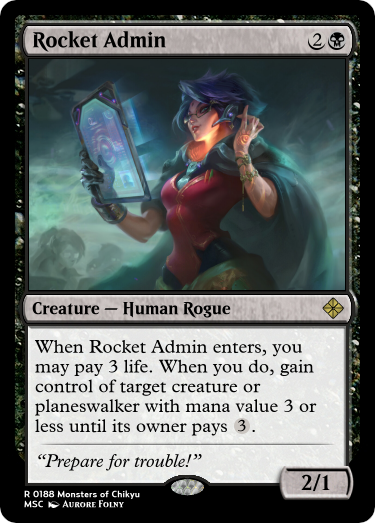 Rocket Admin 2
Creature — Human Rogue
When Rocket Admin enters, you
may pay 3 life. When you do, gain
control of target creature or
planeswalker with mana value 3 or
less until its owner pays 3.
“Prepare for trouble!”
2/1
R 0188 Monsters of Chikyu
MSC Aurore Folny